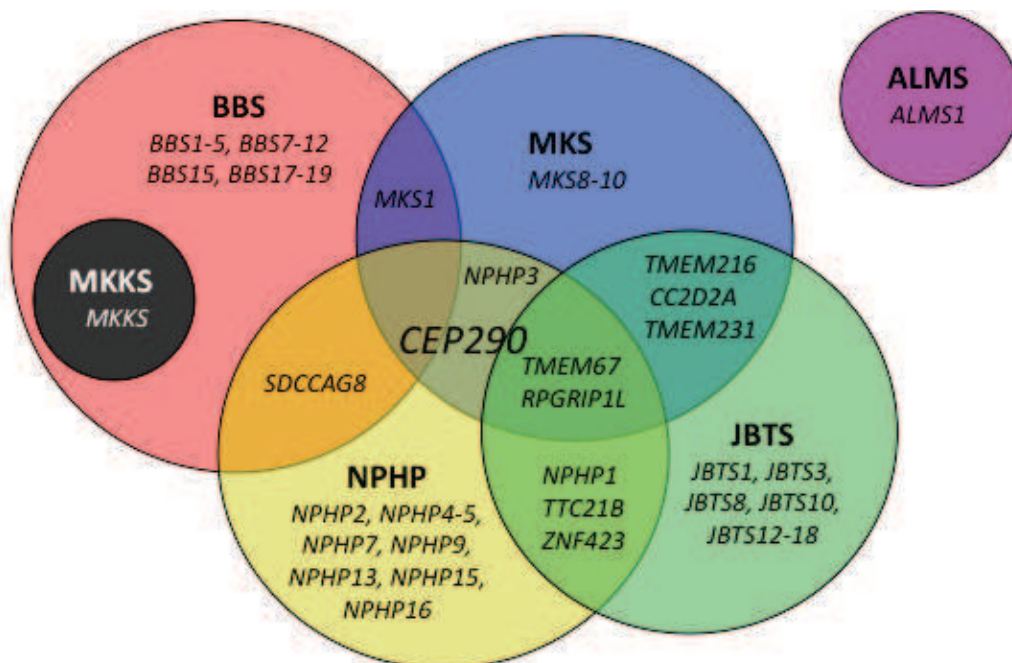 BBS
BBS1-5, BBS7-12
BBS15, BBS17-19
MKS
MKS8-10
ALMS
ALMS1
MKS1
MKKS
MKKS
NPHP3
TMEM216
CC2D2A
TMEM231
CEP290
SDCCAG8
TMEM67
RPGRIP1L
NPHP
NPHP2, NPHP4-5,
NPHP7, NPHP9,
NPHP13, NPHP15,
NPHP16
NPHP1
TTC21B
ZNF423
JBTS
JBTS1, JBTS3,
JBTS8, JBTS10,
JBTS12-18